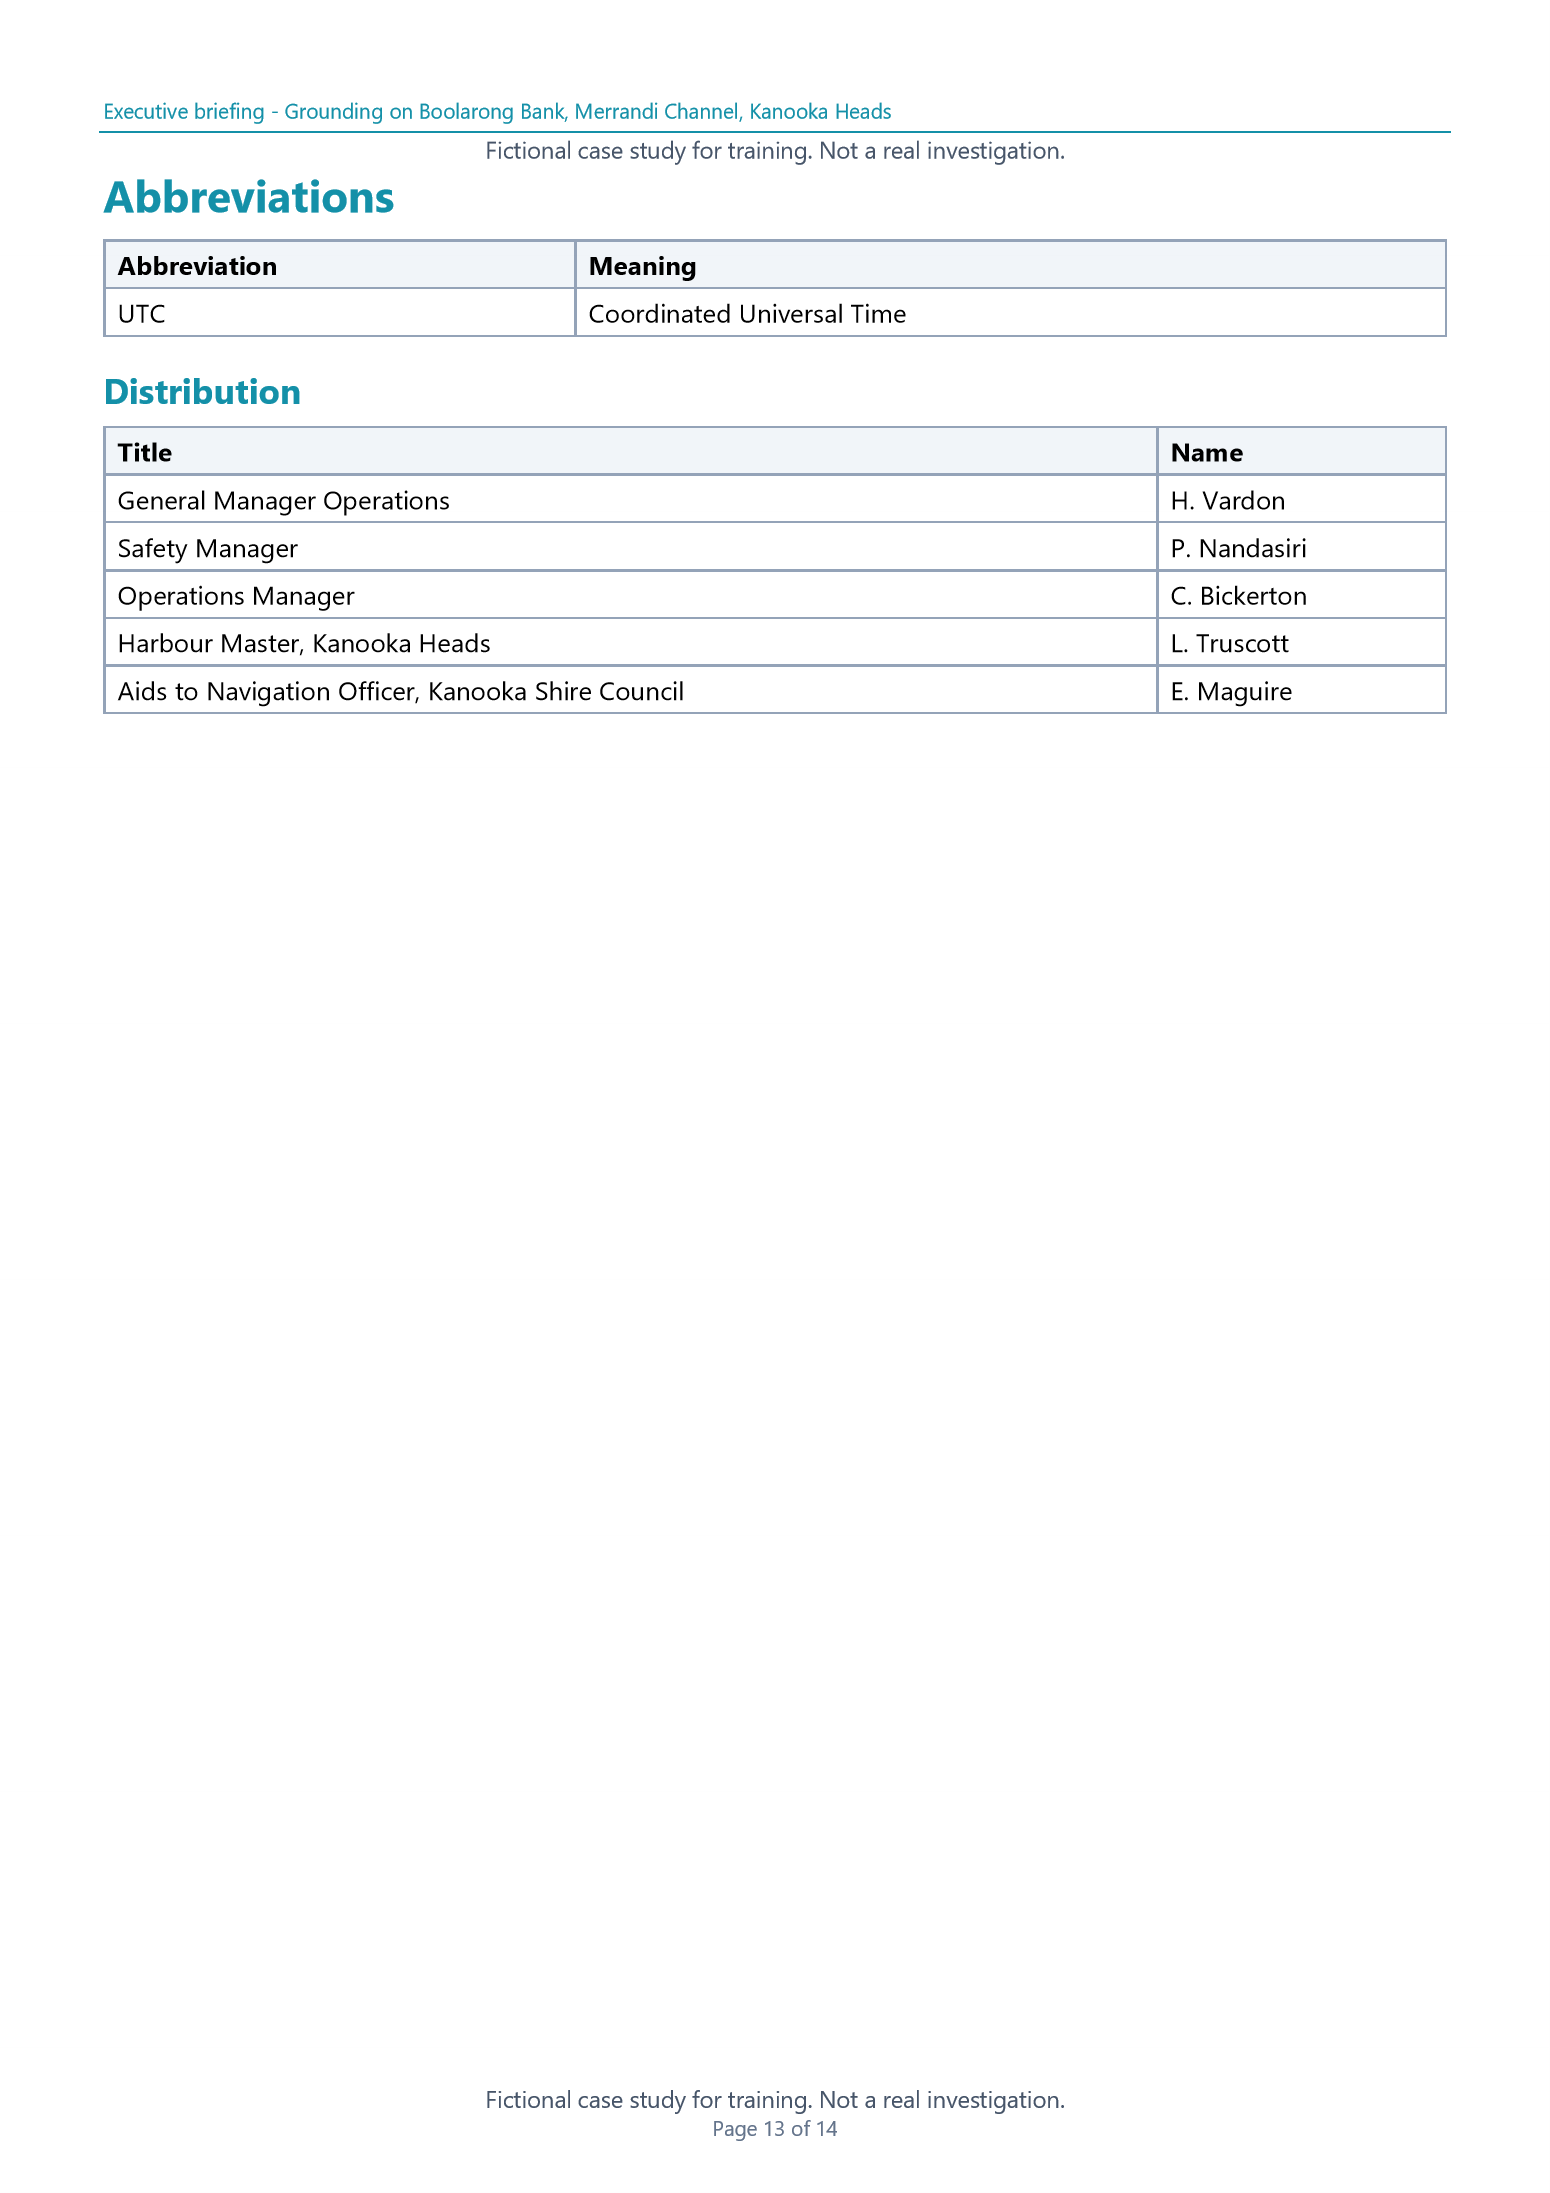 Executive briefing - Grounding on Boolarong Bank, Merrandi Channel, Kanooka Heads
Fictional case study for training. Not a real investigation.
Abbreviations
Abbreviation Meaning
UTC Coordinated Universal Time
Distribution
Title Name
General Manager Operations H. Vardon
Safety Manager P. Nandasiri
Operations Manager C. Bickerton
Harbour Master, Kanooka Heads L. Truscott
Aids to Navigation Officer, Kanooka Shire Council E. Maguire
Fictional case study for training. Not a real investigation.
Page 13 of 14